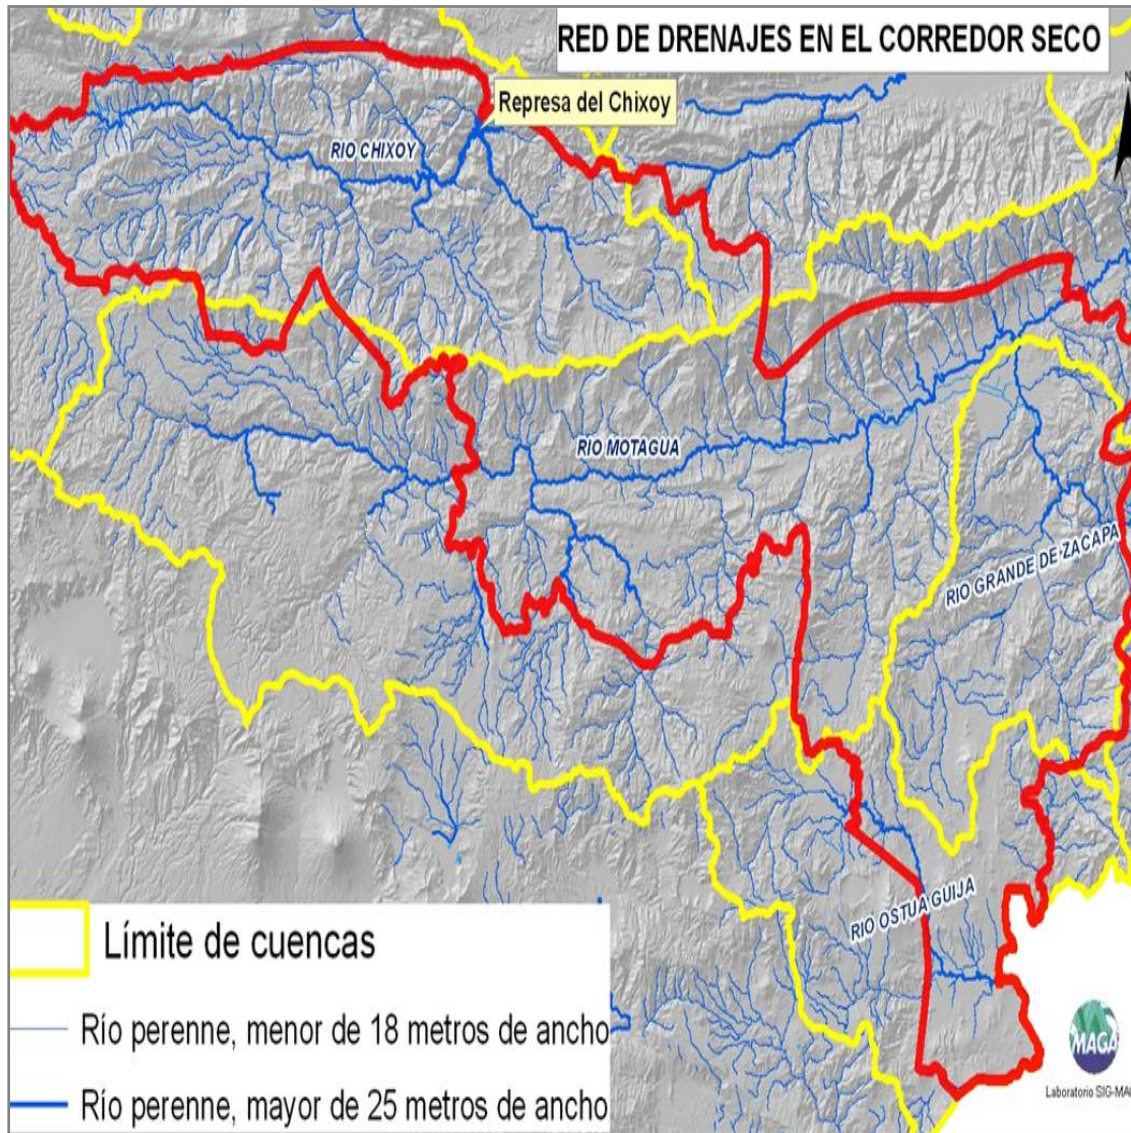 RED DE DRENAJES EN EL CORREDOR SECO
N
Represa del Chixoy
RIO CHIXOY
RIO MOTAGUA
RIO GRANDE DE ZACAPA
RIO OSTUA GUIJA
Límite de cuencas
Río perenne, menor de 18 metros de ancho
Río perenne, mayor de 25 metros de ancho
MAGA
Laboratorio SIG-MA